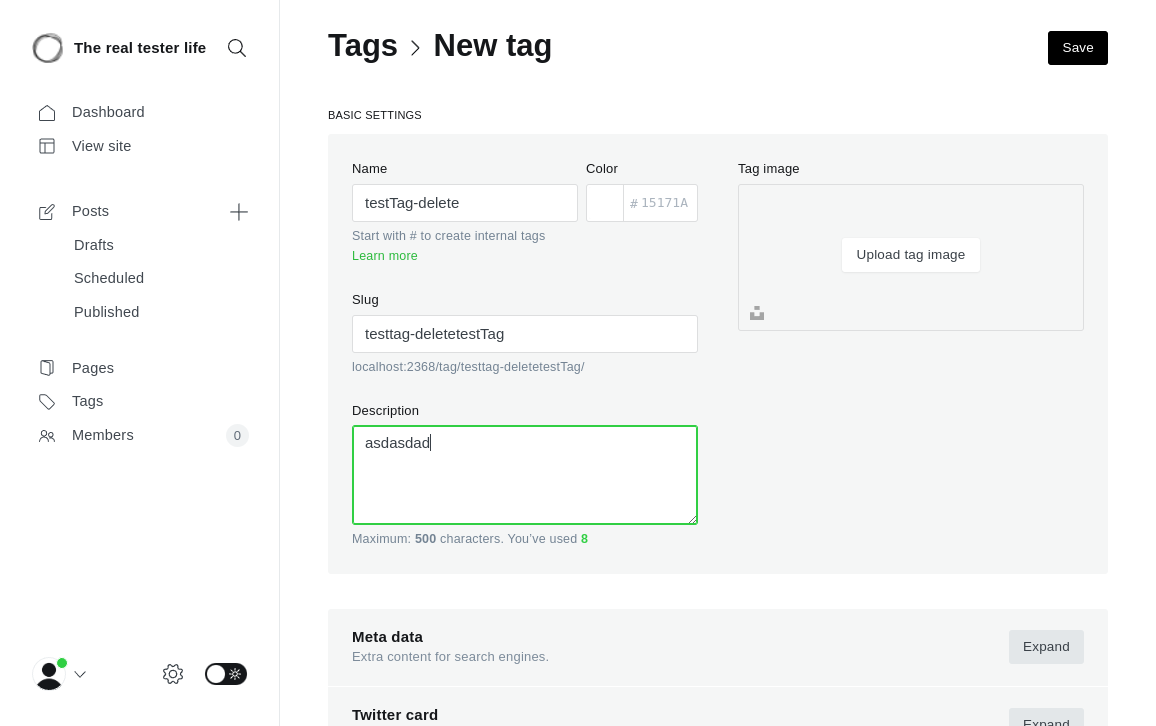 The real tester life
Dashboard
View site
Posts
Drafts
Scheduled
Published
Pages
Tags
Members
0
Tags > New tag
Save
BASIC SETTINGS
Name
testTag-delete
Start with # to create internal tags
Learn more
Color
# 15171A
Slug
testtag-deletetestTag
localhost:2368/tag/testtag-deletetestTag/
Description
asdasdad
Maximum: 500 characters. You’ve used 8
Tag image
Upload tag image
Meta data
Extra content for search engines.
Expand
Twitter card
Expand